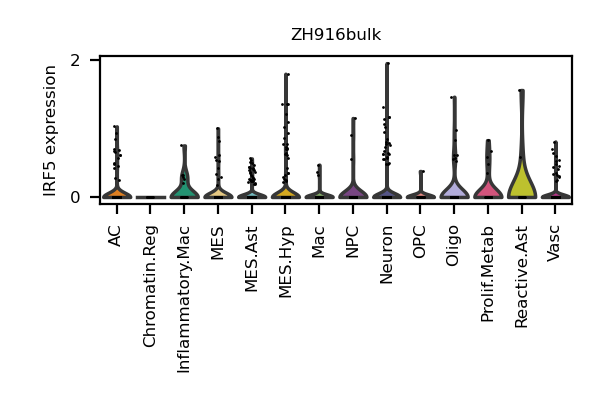 ZH916bulk
IRF5 expression
2
0
AC
Chromatin.Reg
Inflammatory.Mac
MES
MES.Ast
MES.Hyp
Mac
NPC
Neuron
OPC
Oligo
Prolif.Metab
Reactive.Ast
Vasc